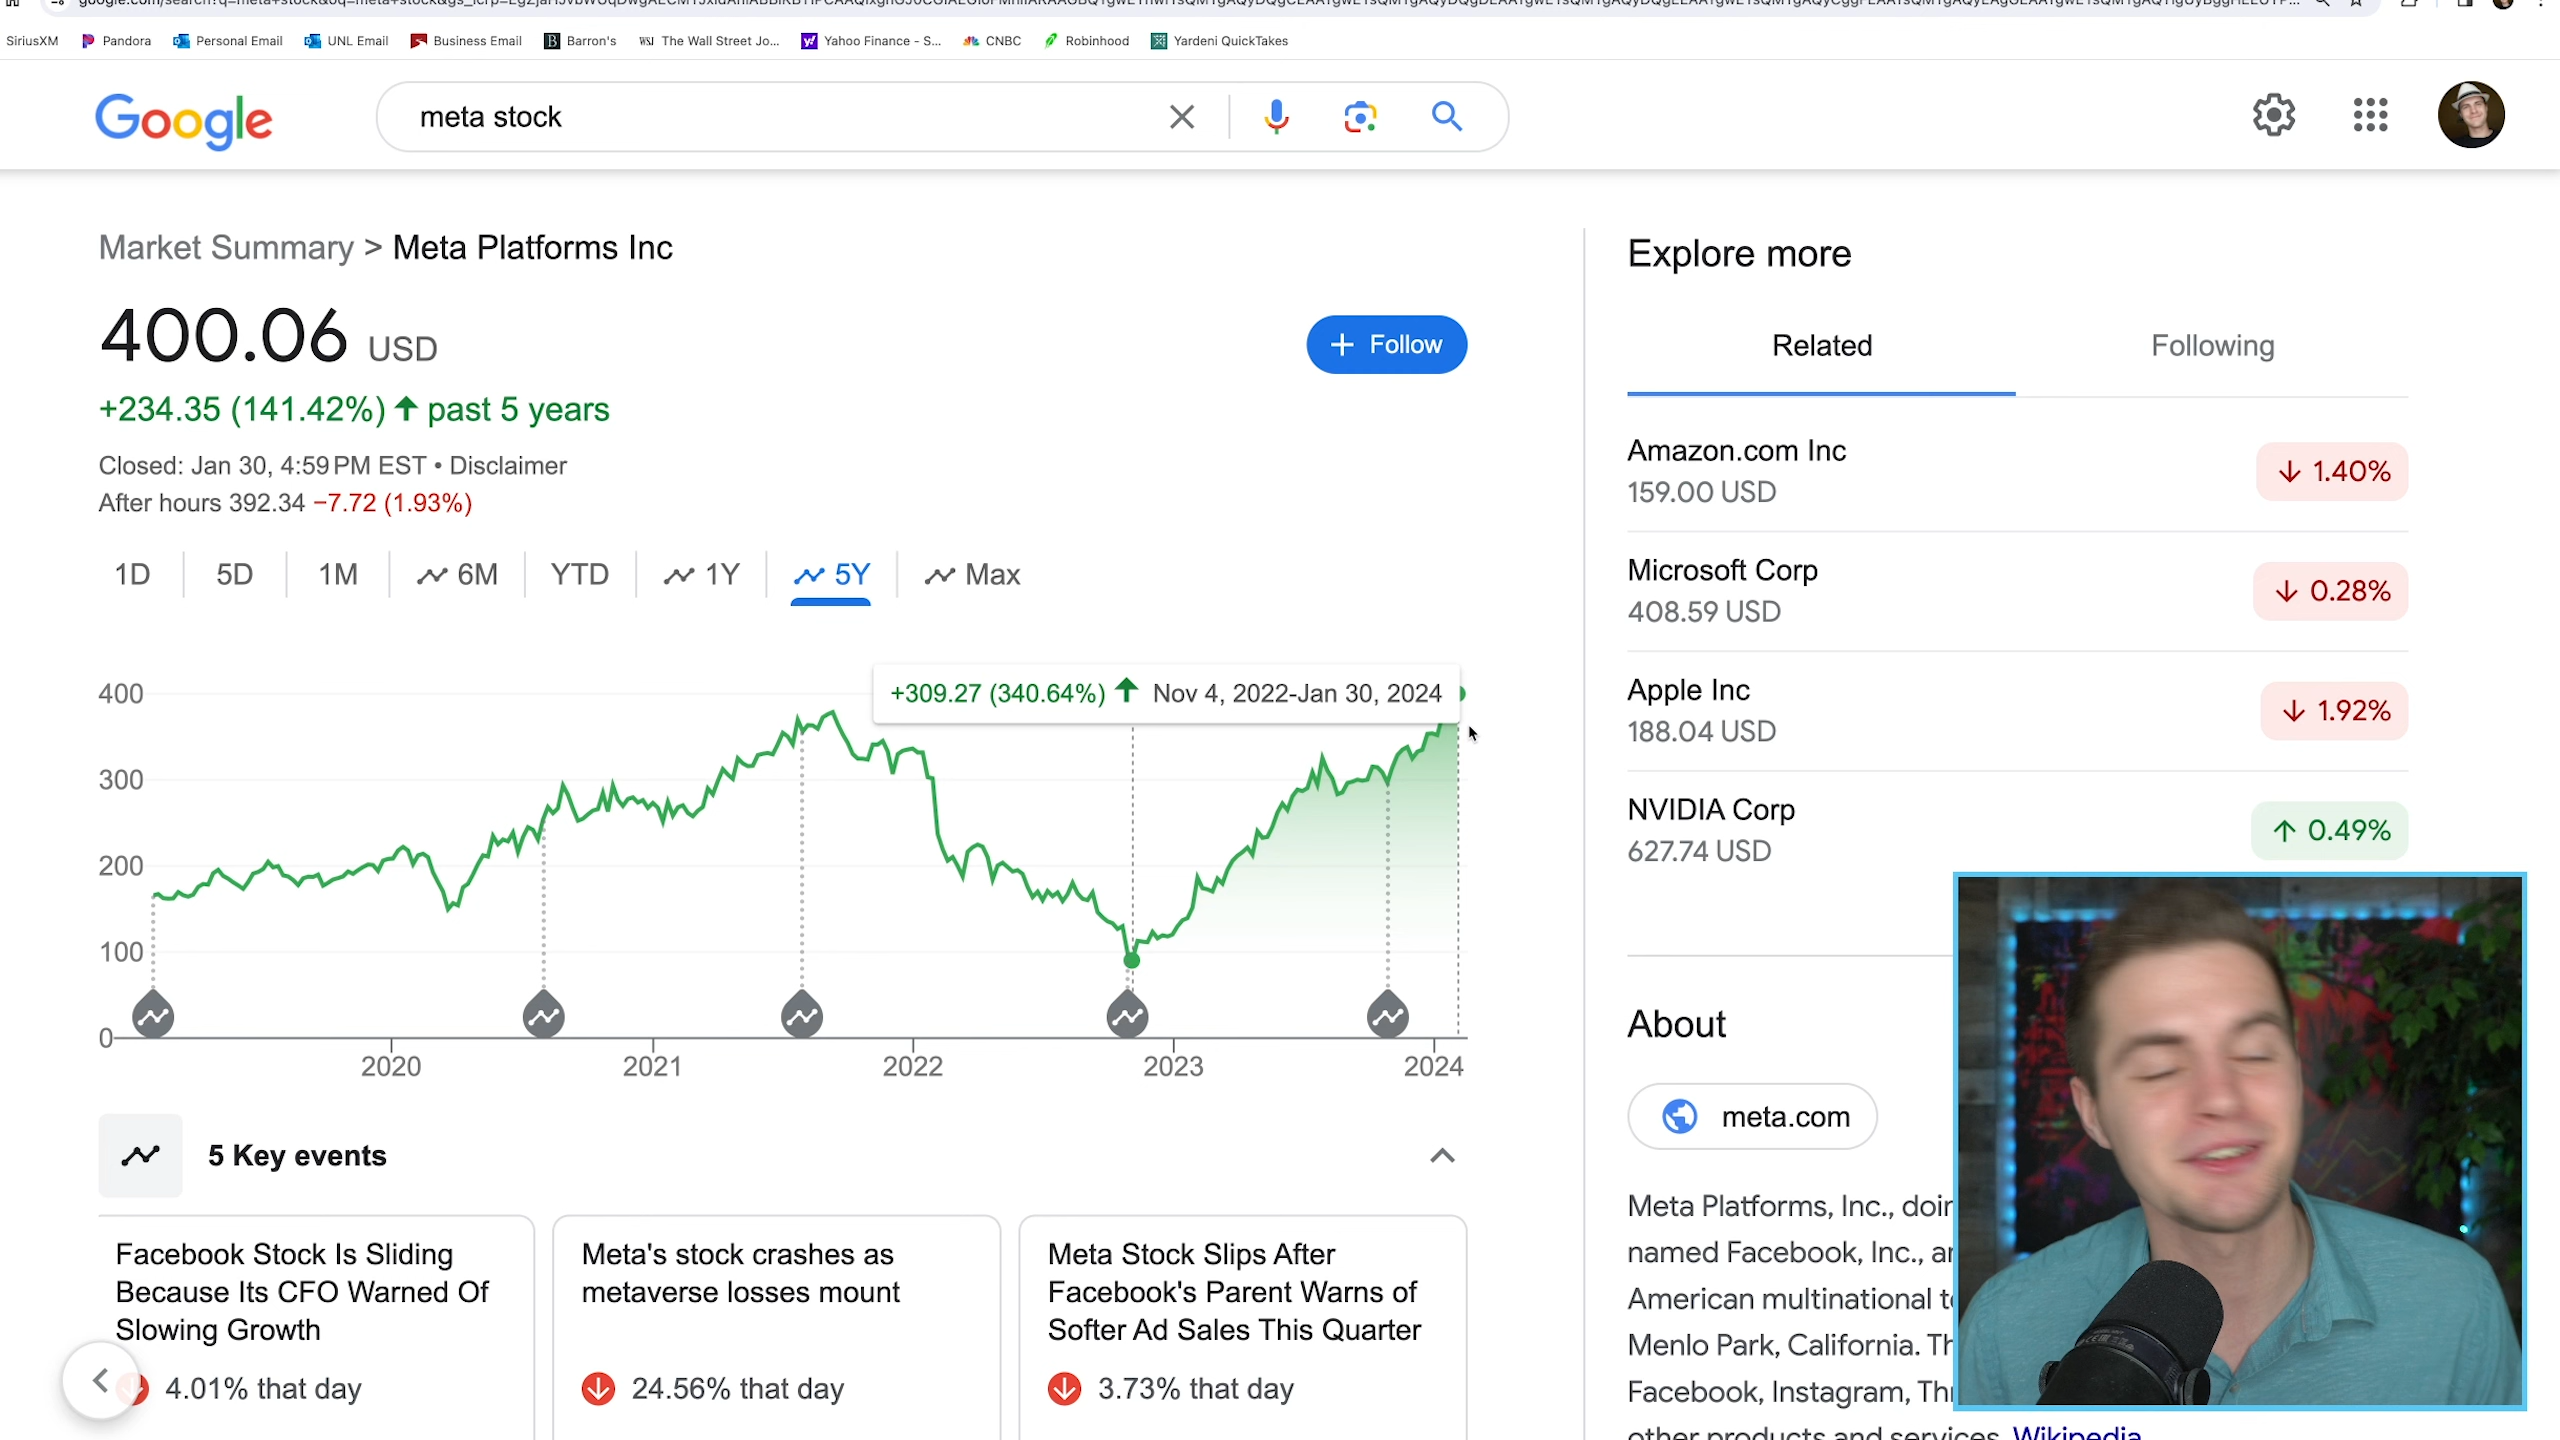 SiriusXM Pandora Personal Email UNL Email Business Email Barron's WSJ The Wall Street Jo... Yahoo Finance - S... CNBC Robinhood Yardeni QuickTakes
Google meta stock
Market Summary > Meta Platforms Inc
400.06 USD
+ Follow
+234.35 (141.42%) past 5 years
Closed: Jan 30, 4:59 PM EST • Disclaimer
After hours 392.34 −7.72 (1.93%)
1D 5D 1M 6M YTD 1Y 5Y Max
+309.27 (340.64%) Nov 4, 2022-Jan 30, 2024
400
300
200
100
0
2020 2021 2022 2023 2024
5 Key events
Facebook Stock Is Sliding
Because Its CFO Warned Of
Slowing Growth
4.01% that day
Meta's stock crashes as
metaverse losses mount
24.56% that day
Meta Stock Slips After
Facebook's Parent Warns of
Softer Ad Sales This Quarter
3.73% that day
Explore more
Related Following
Amazon.com Inc
159.00 USD
1.40%
Microsoft Corp
408.59 USD
0.28%
Apple Inc
188.04 USD
1.92%
NVIDIA Corp
627.74 USD
0.49%
About
meta.com
Meta Platforms, Inc.,
named Facebook, Inc.,
American multinational
Menlo Park, California.
Facebook, Instagram,
other products and services. Wikipedia